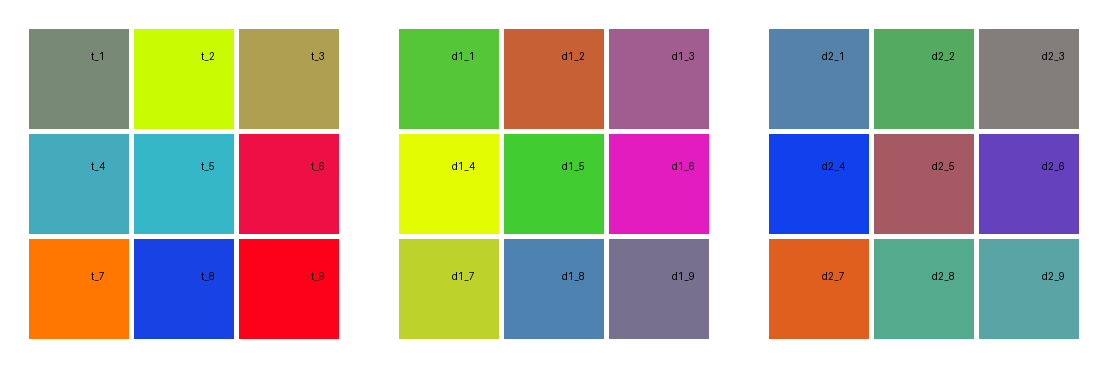 t_1 t_2 t_3 d1_1 d1_2 d1_3 d2_1 d2_2 d2_3
t_4 t_5 t_6 d1_4 d1_5 d1_6 d2_4 d2_5 d2_6
t_7 t_8 t_9 d1_7 d1_8 d1_9 d2_7 d2_8 d2_9